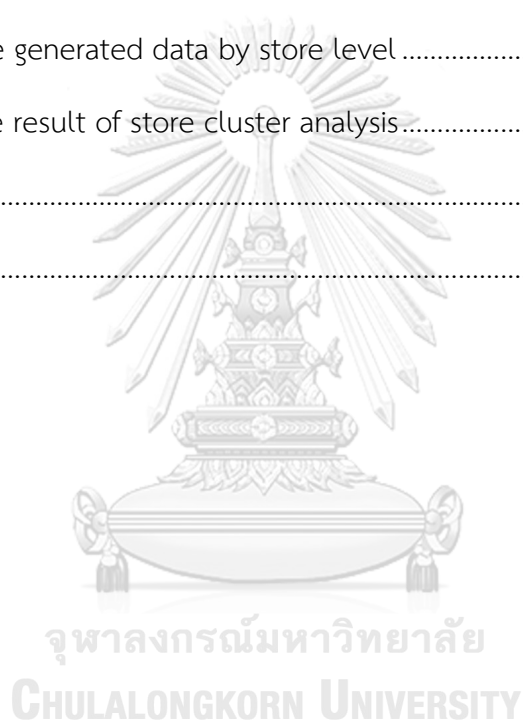 e generated data by store level ..................
e result of store cluster analysis ..................
................................................................................
................................................................................
จุฬาลงกรณ์มหาวิทยาลัย
CHULALONGKORN UNIVERSITY